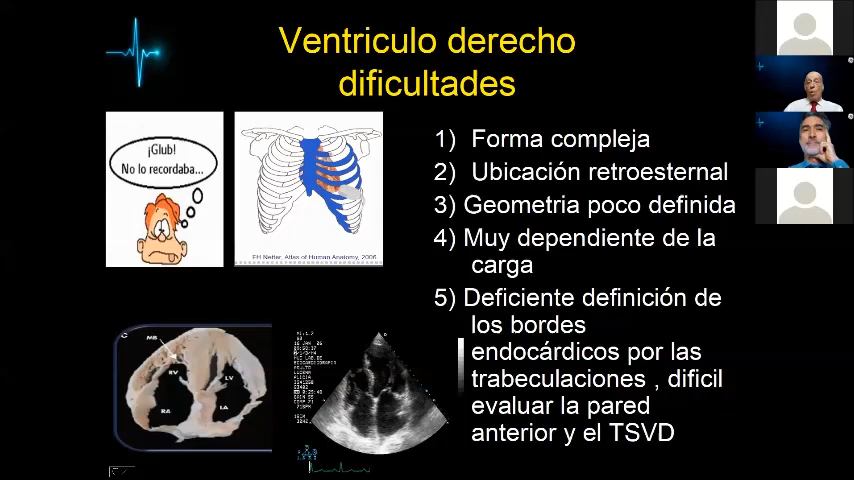 Ventriculo derecho
dificultades
¡Glub!
No lo recordaba...
FH Netter, Atlas of Human Anatomy, 2006
1) Forma compleja
2) Ubicación retroesternal
3) Geometria poco definida
4) Muy dependiente de la
carga
5) Deficiente definición de
los bordes
endocárdicos por las
trabeculaciones , dificil
evaluar la pared
anterior y el TSVD
MB
RV
LV
RA
LA